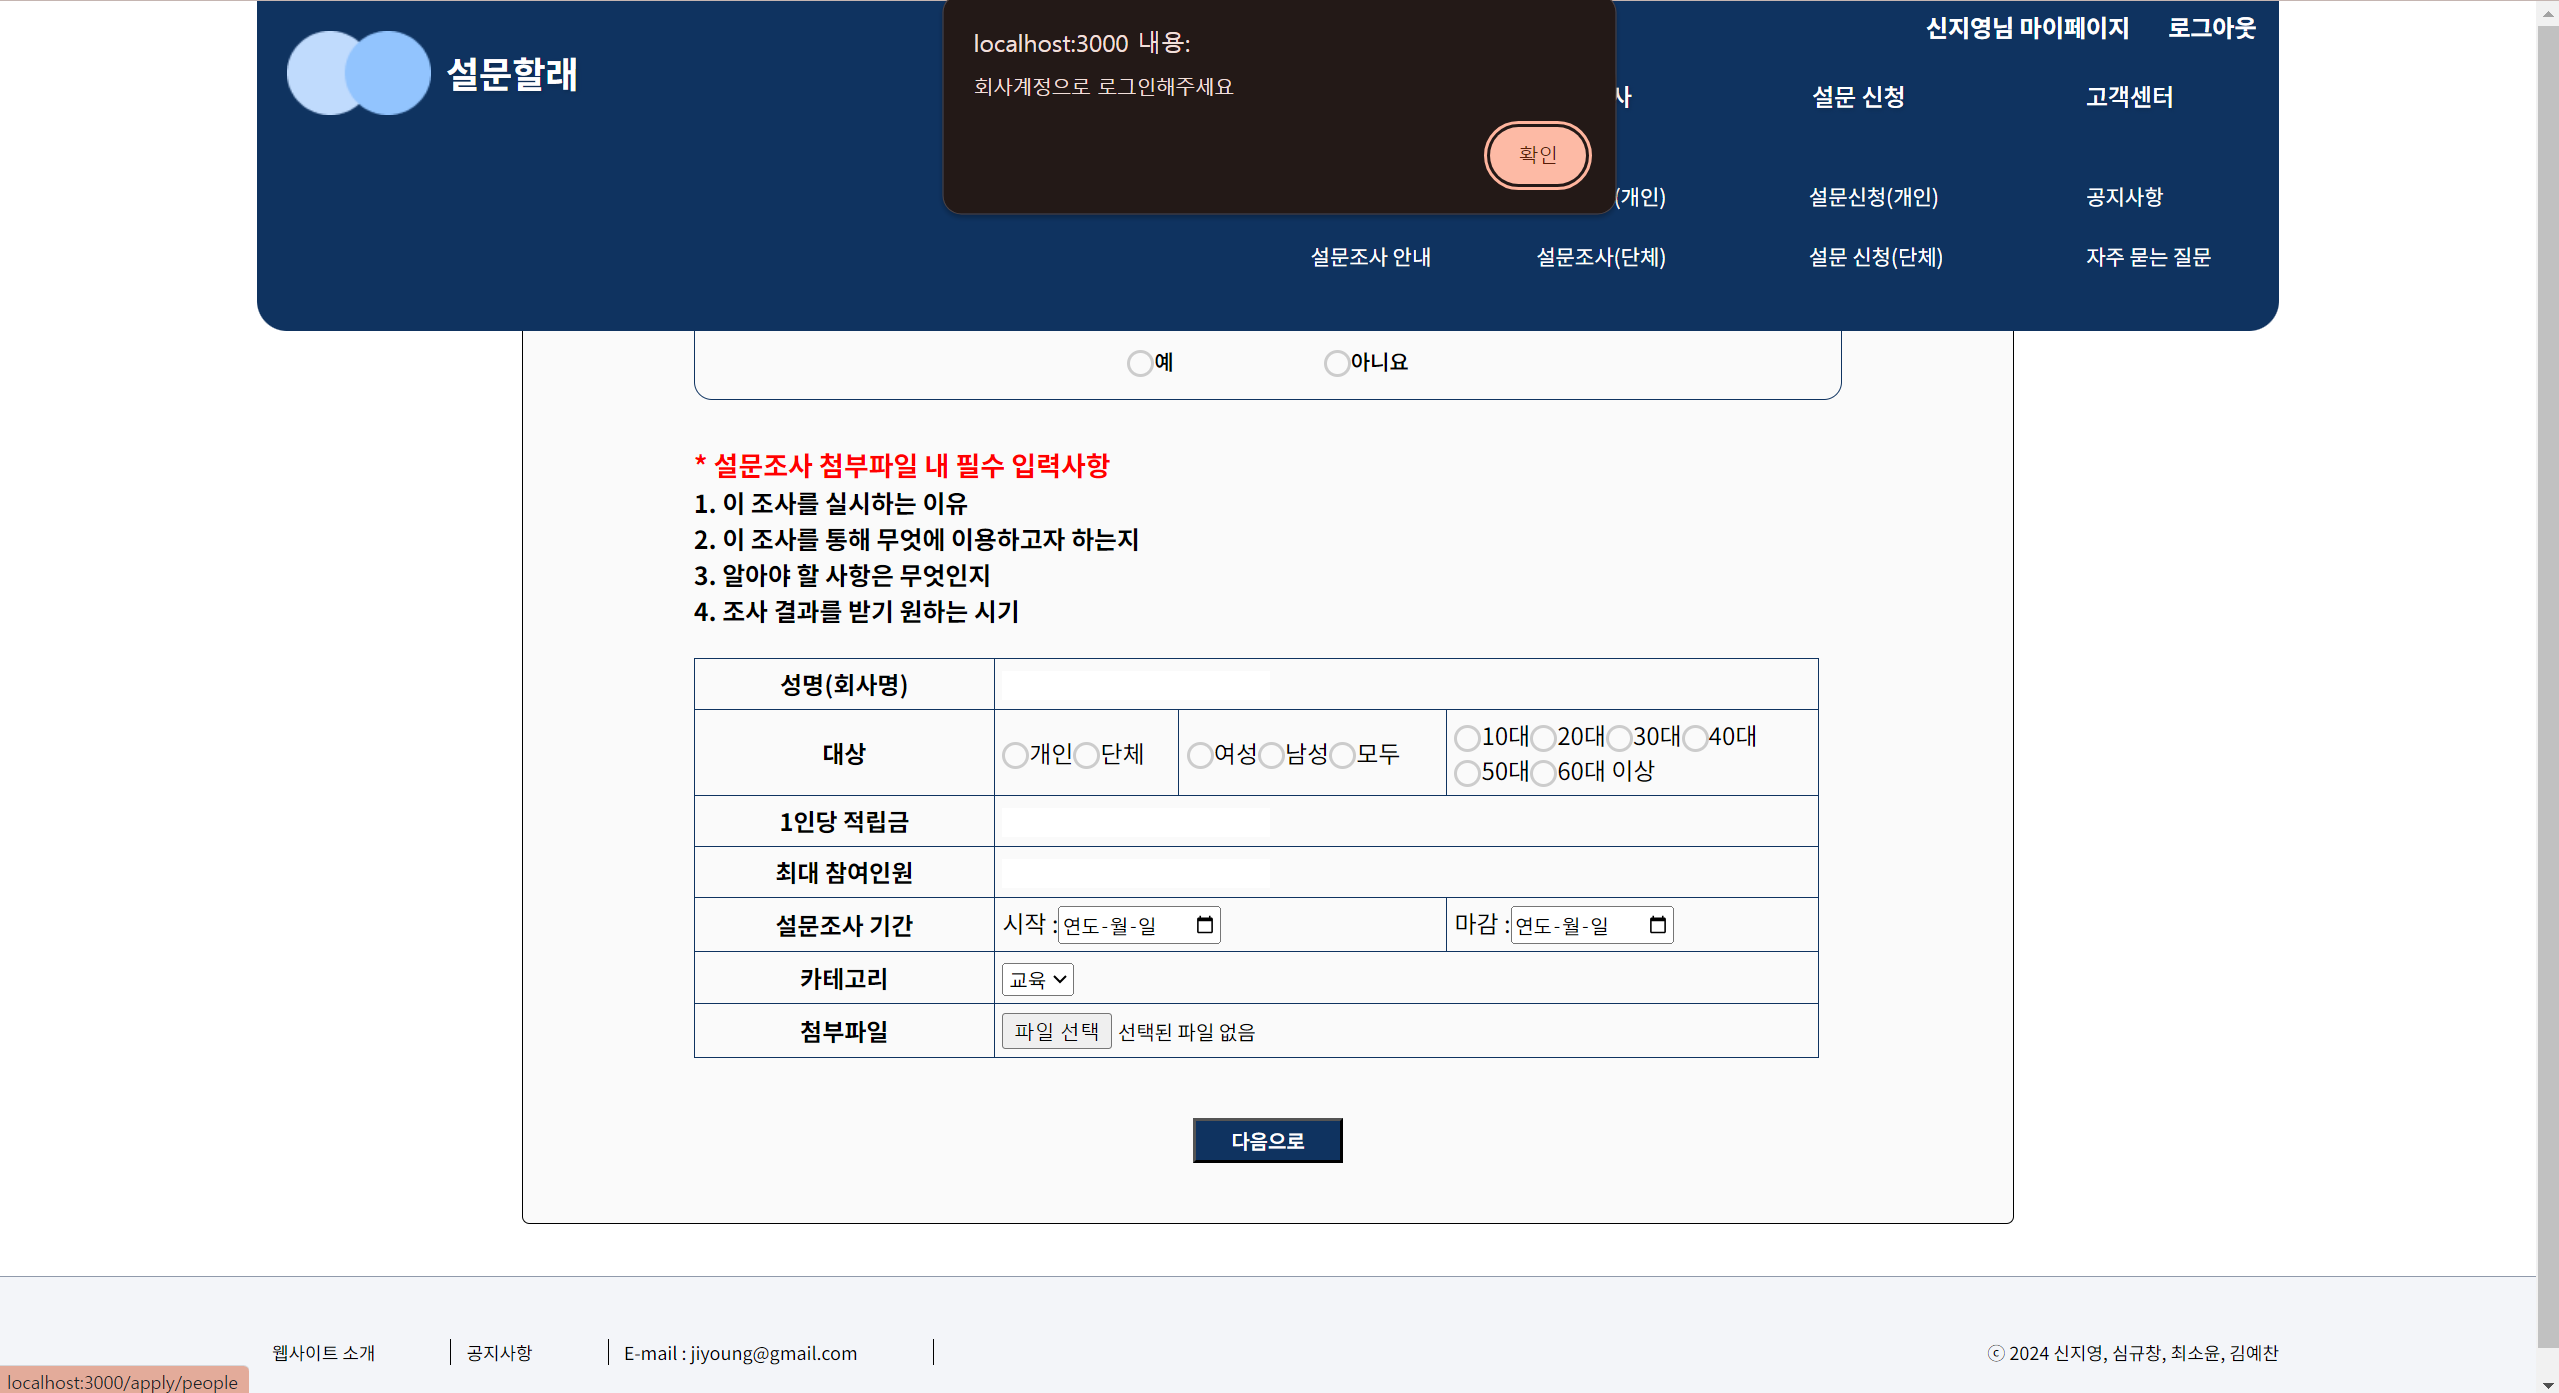 신지영님 마이페이지 로그아웃
localhost:3000 내용:
회사계정으로 로그인해주세요
확인
설문할래
사 설문 신청 고객센터
(개인) 설문신청(개인) 공지사항
설문조사 안내 설문조사(단체) 설문 신청(단체) 자주 묻는 질문
예 아니요
* 설문조사 첨부파일 내 필수 입력사항
1. 이 조사를 실시하는 이유
2. 이 조사를 통해 무엇에 이용하고자 하는지
3. 알아야 할 사항은 무엇인지
4. 조사 결과를 받기 원하는 시기
성명(회사명)
대상 개인 단체 여성 남성 모두 10대 20대 30대 40대
50대 60대 이상
1인당 적립금
최대 참여인원
설문조사 기간 시작 : 연도-월-일 마감 : 연도-월-일
카테고리 교육
첨부파일 파일 선택 선택된 파일 없음
다음으로
웹사이트 소개 공지사항 E-mail : jiyoung@gmail.com ⓒ 2024 신지영, 심규창, 최소윤, 김예찬
localhost:3000/apply/people